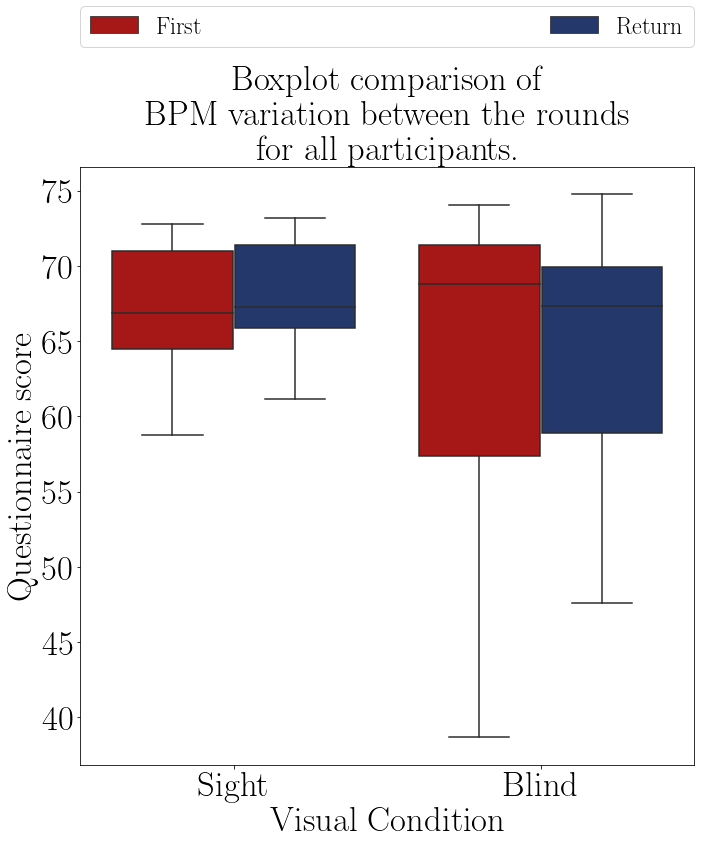 First Return
Boxplot comparison of
BPM variation between the rounds
for all participants.
75
70
65
60
55
50
45
40
Questionnaire score
Sight Blind
Visual Condition